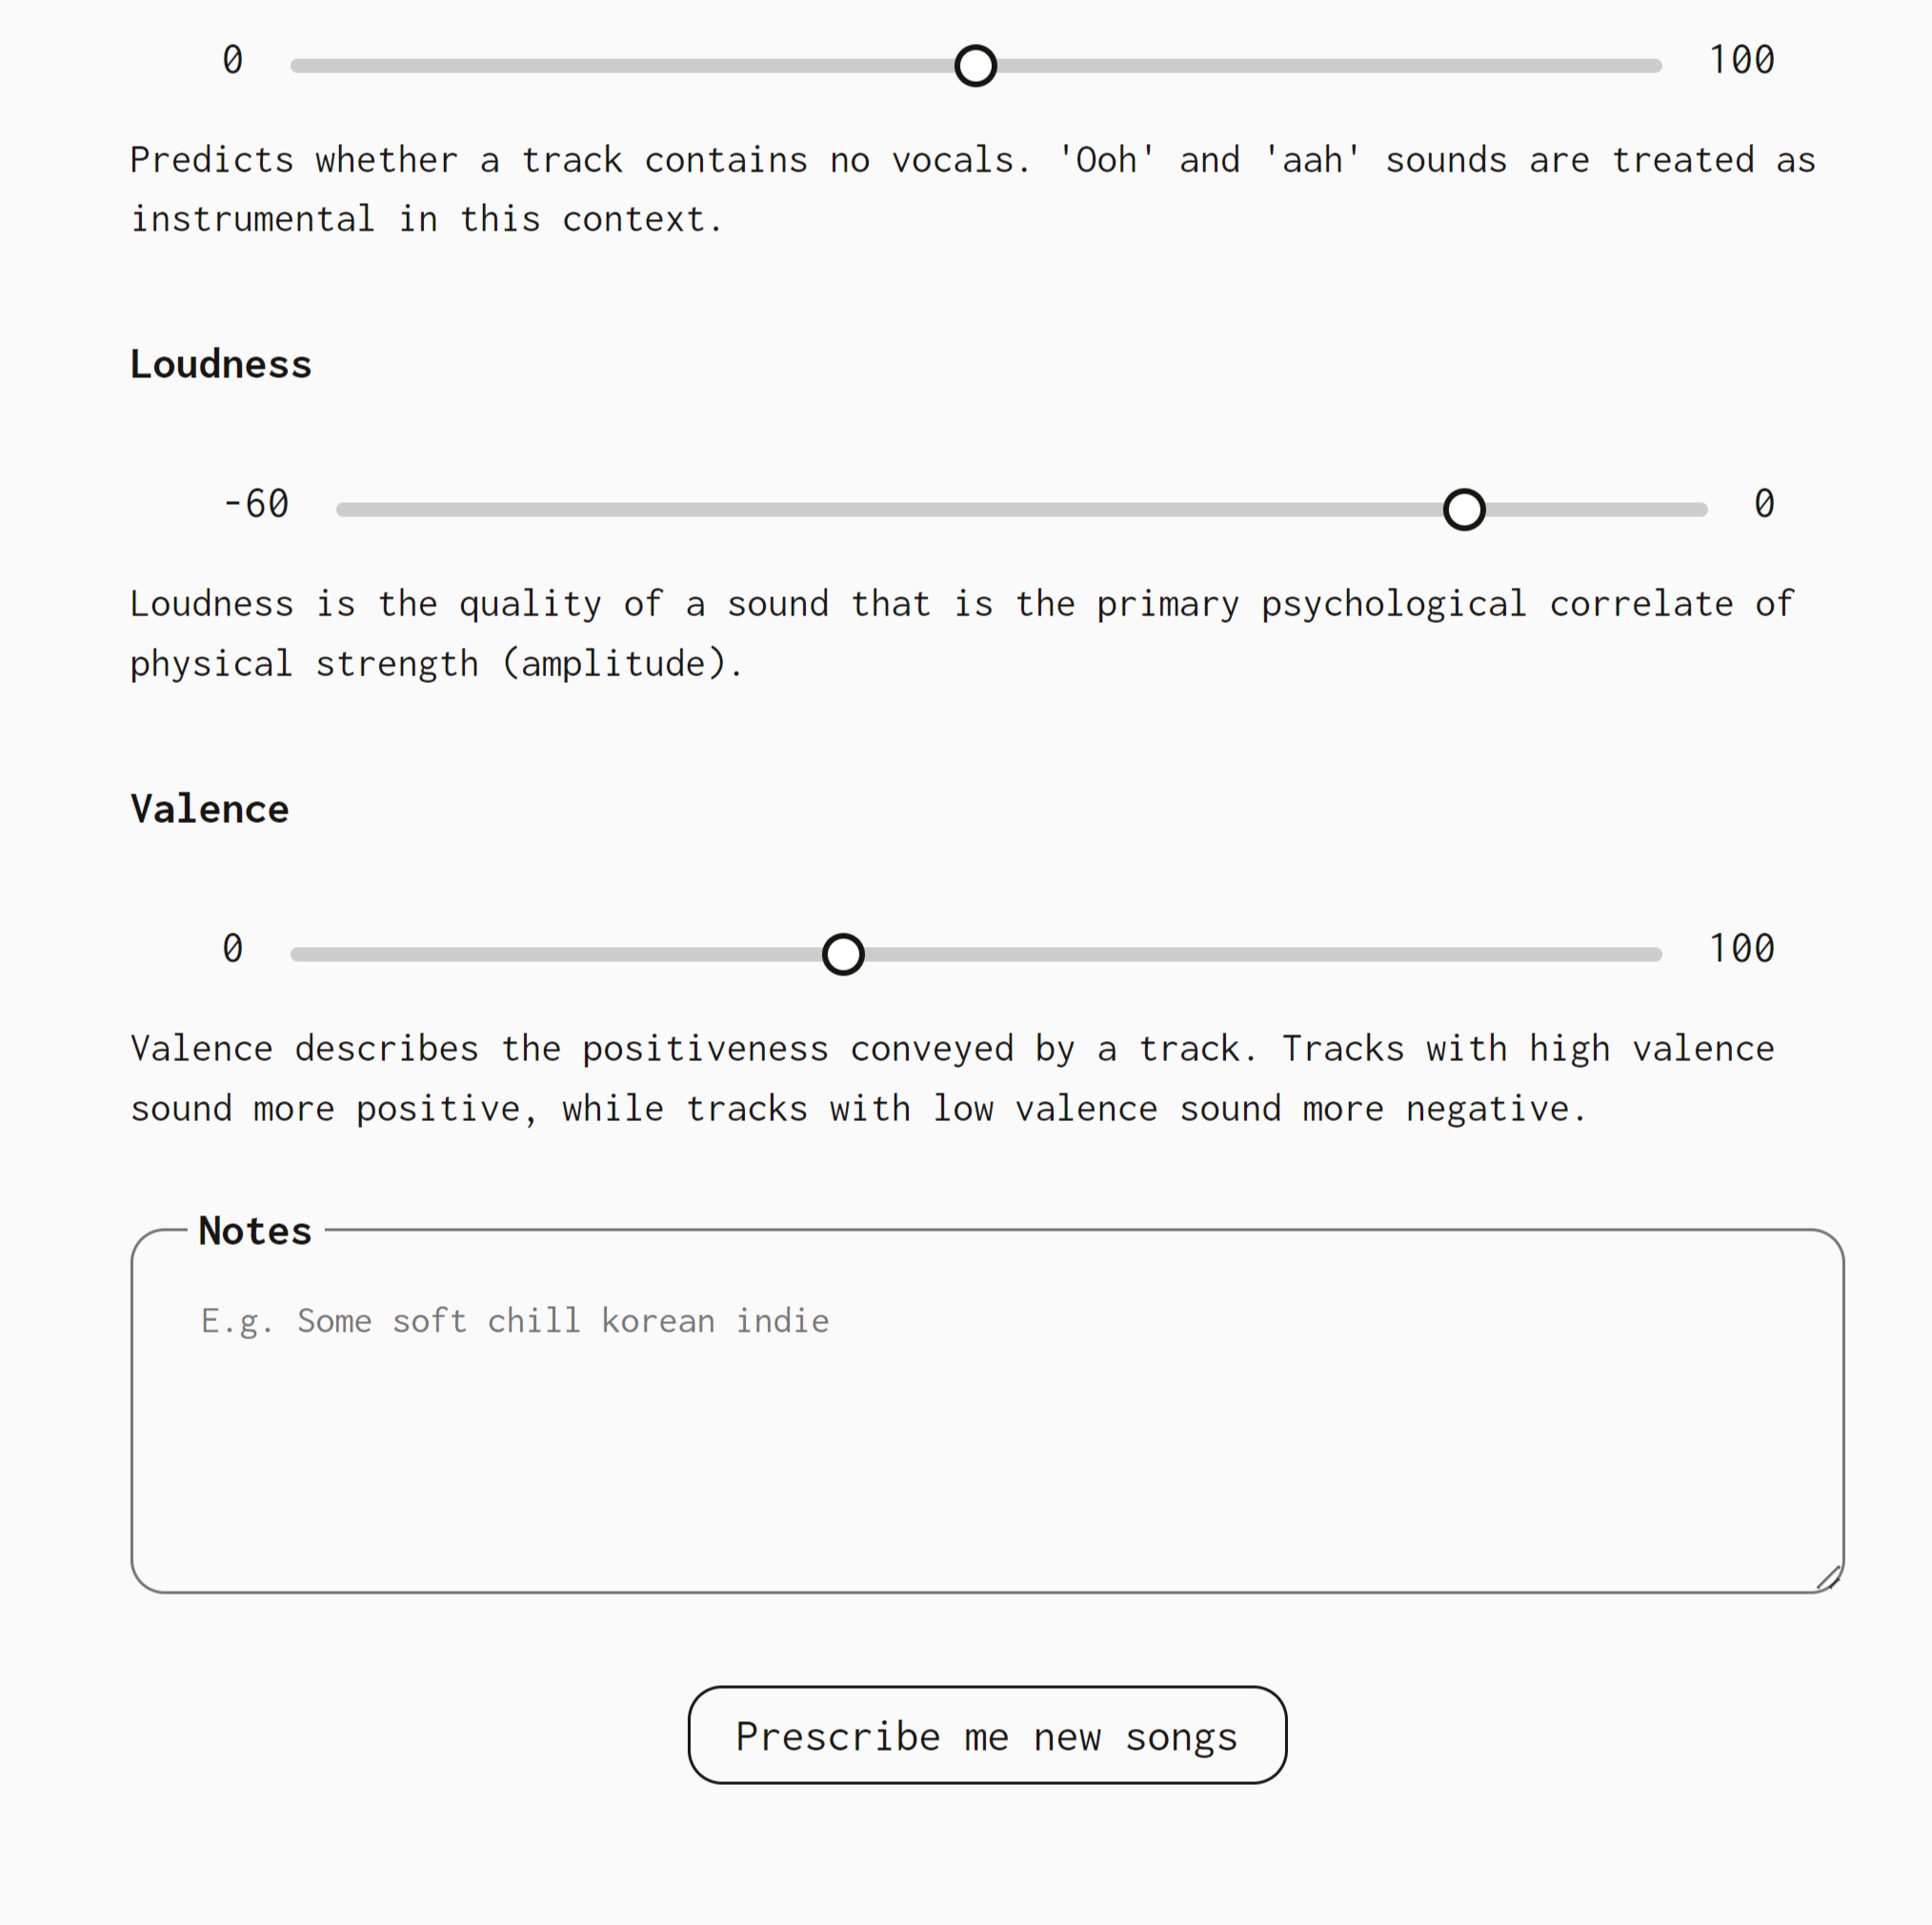 0 100
Predicts whether a track contains no vocals. 'Ooh' and 'aah' sounds are treated as
instrumental in this context.
Loudness
-60 0
Loudness is the quality of a sound that is the primary psychological correlate of
physical strength (amplitude).
Valence
0 100
Valence describes the positiveness conveyed by a track. Tracks with high valence
sound more positive, while tracks with low valence sound more negative.
Notes
E.g. Some soft chill korean indie
Prescribe me new songs